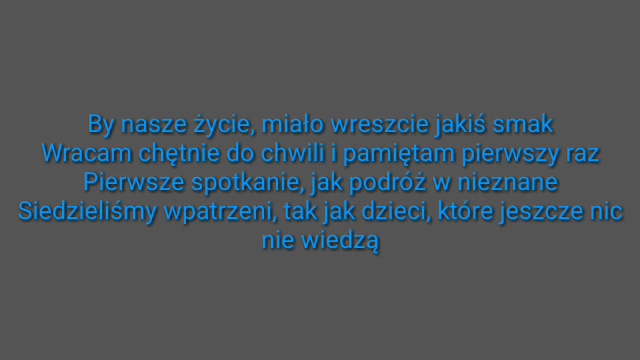 By nasze życie, miało wreszcie jakiś smak
Wracam chętnie do chwili i pamiętam pierwszy raz
Pierwsze spotkanie, jak podróż w nieznane
Siedzieliśmy wpatrzeni, tak jak dzieci, które jeszcze nic
nie wiedzą